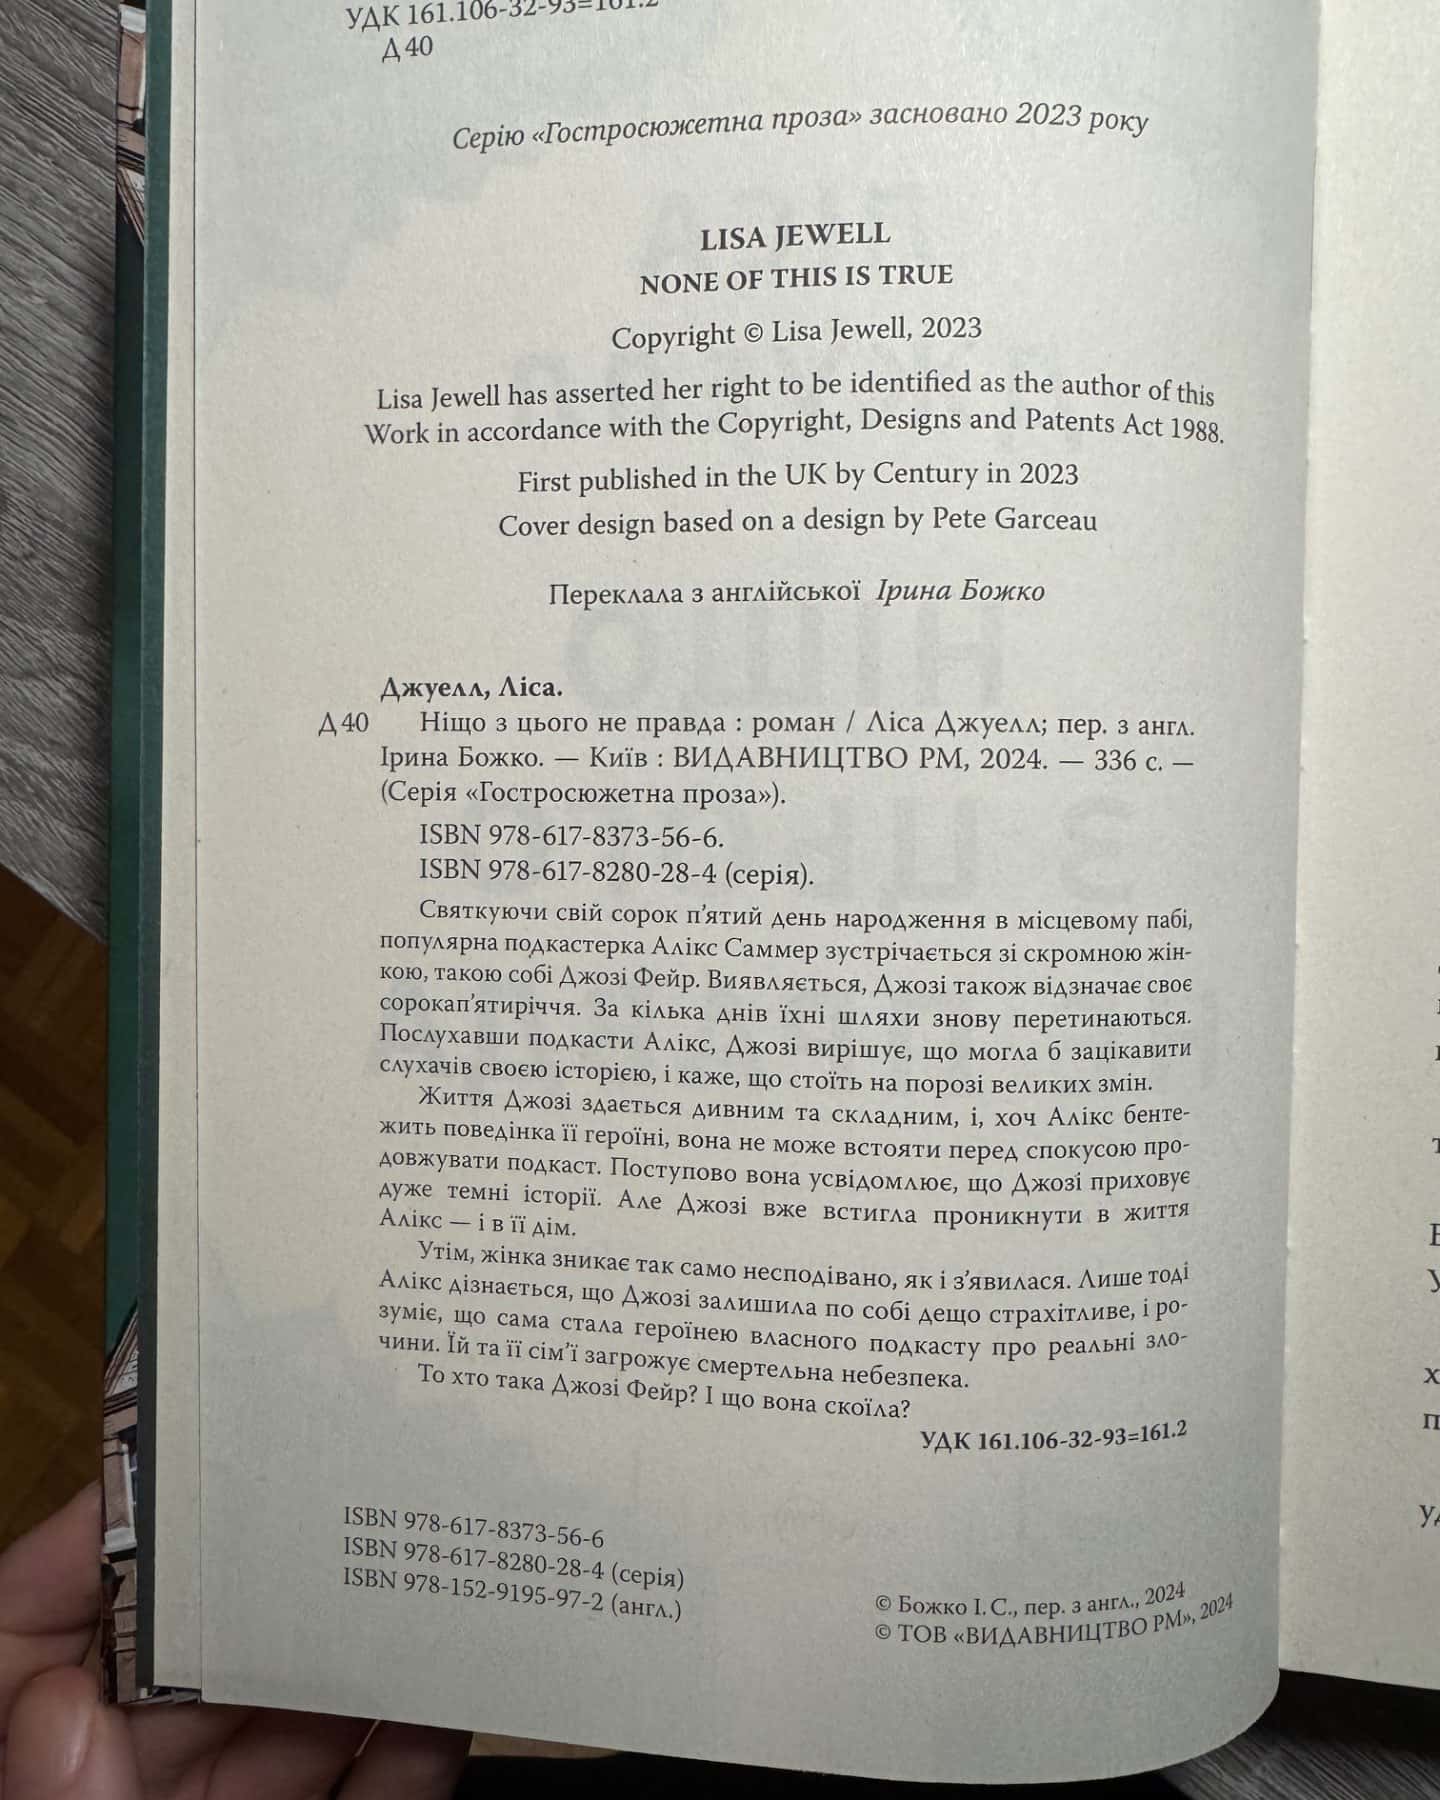 УДК 161.106-32-93=161.2
Д 40
Серію «Гостросюжетна проза» засновано 2023 року
LISA JEWELL
NONE OF THIS IS TRUE
Copyright © Lisa Jewell, 2023
Lisa Jewell has asserted her right to be identified as the author of this
Work in accordance with the Copyright, Designs and Patents Act 1988.
First published in the UK by Century in 2023
Cover design based on a design by Pete Garceau
Переклала з англійської Ірина Божко
Джуелл, Ліса.
Д 40 Ніщо з цього не правда : роман / Ліса Джуелл; пер. з англ.
Ірина Божко. — Київ : ВИДАВНИЦТВО РМ, 2024. — 336 с. —
(Серія «Гостросюжетна проза»).
ISBN 978-617-8373-56-6.
ISBN 978-617-8280-28-4 (серія).
Святкуючи свій сорок п’ятий день народження в місцевому пабі,
популярна подкастерка Алікс Саммер зустрічається зі скромною жін-
кою, такою собі Джозі Фейр. Виявляється, Джозі також відзначає своє
сорокап’ятиріччя. За кілька днів їхні шляхи знову перетинаються.
Послухавши подкасти Алікс, Джозі вирішує, що могла б зацікавити
слухачів своєю історією, і каже, що стоїть на порозі великих змін.
Життя Джозі здається дивним та складним, і, хоч Алікс бенте-
жить поведінка її героїні, вона не може встояти перед спокусою про-
довжувати подкаст. Поступово вона усвідомлює, що Джозі приховує
дуже темні історії. Але Джозі вже встигла проникнути в життя
Алікс — і в її дім.
Утім, жінка зникає так само несподівано, як і з’явилася. Лише тоді
Алікс дізнається, що Джозі залишила по собі дещо страхітливе, і ро-
зуміє, що сама стала героїнею власного подкасту про реальні зло-
чини. Їй та її сім’ї загрожує смертельна небезпека.
То хто така Джозі Фейр? І що вона скоїла?
УДК 161.106-32-93=161.2
ISBN 978-617-8373-56-6
ISBN 978-617-8280-28-4 (серія)
ISBN 978-152-9195-97-2 (англ.)
© Божко І. С., пер. з англ., 2024
© ТОВ «ВИДАВНИЦТВО РМ», 2024